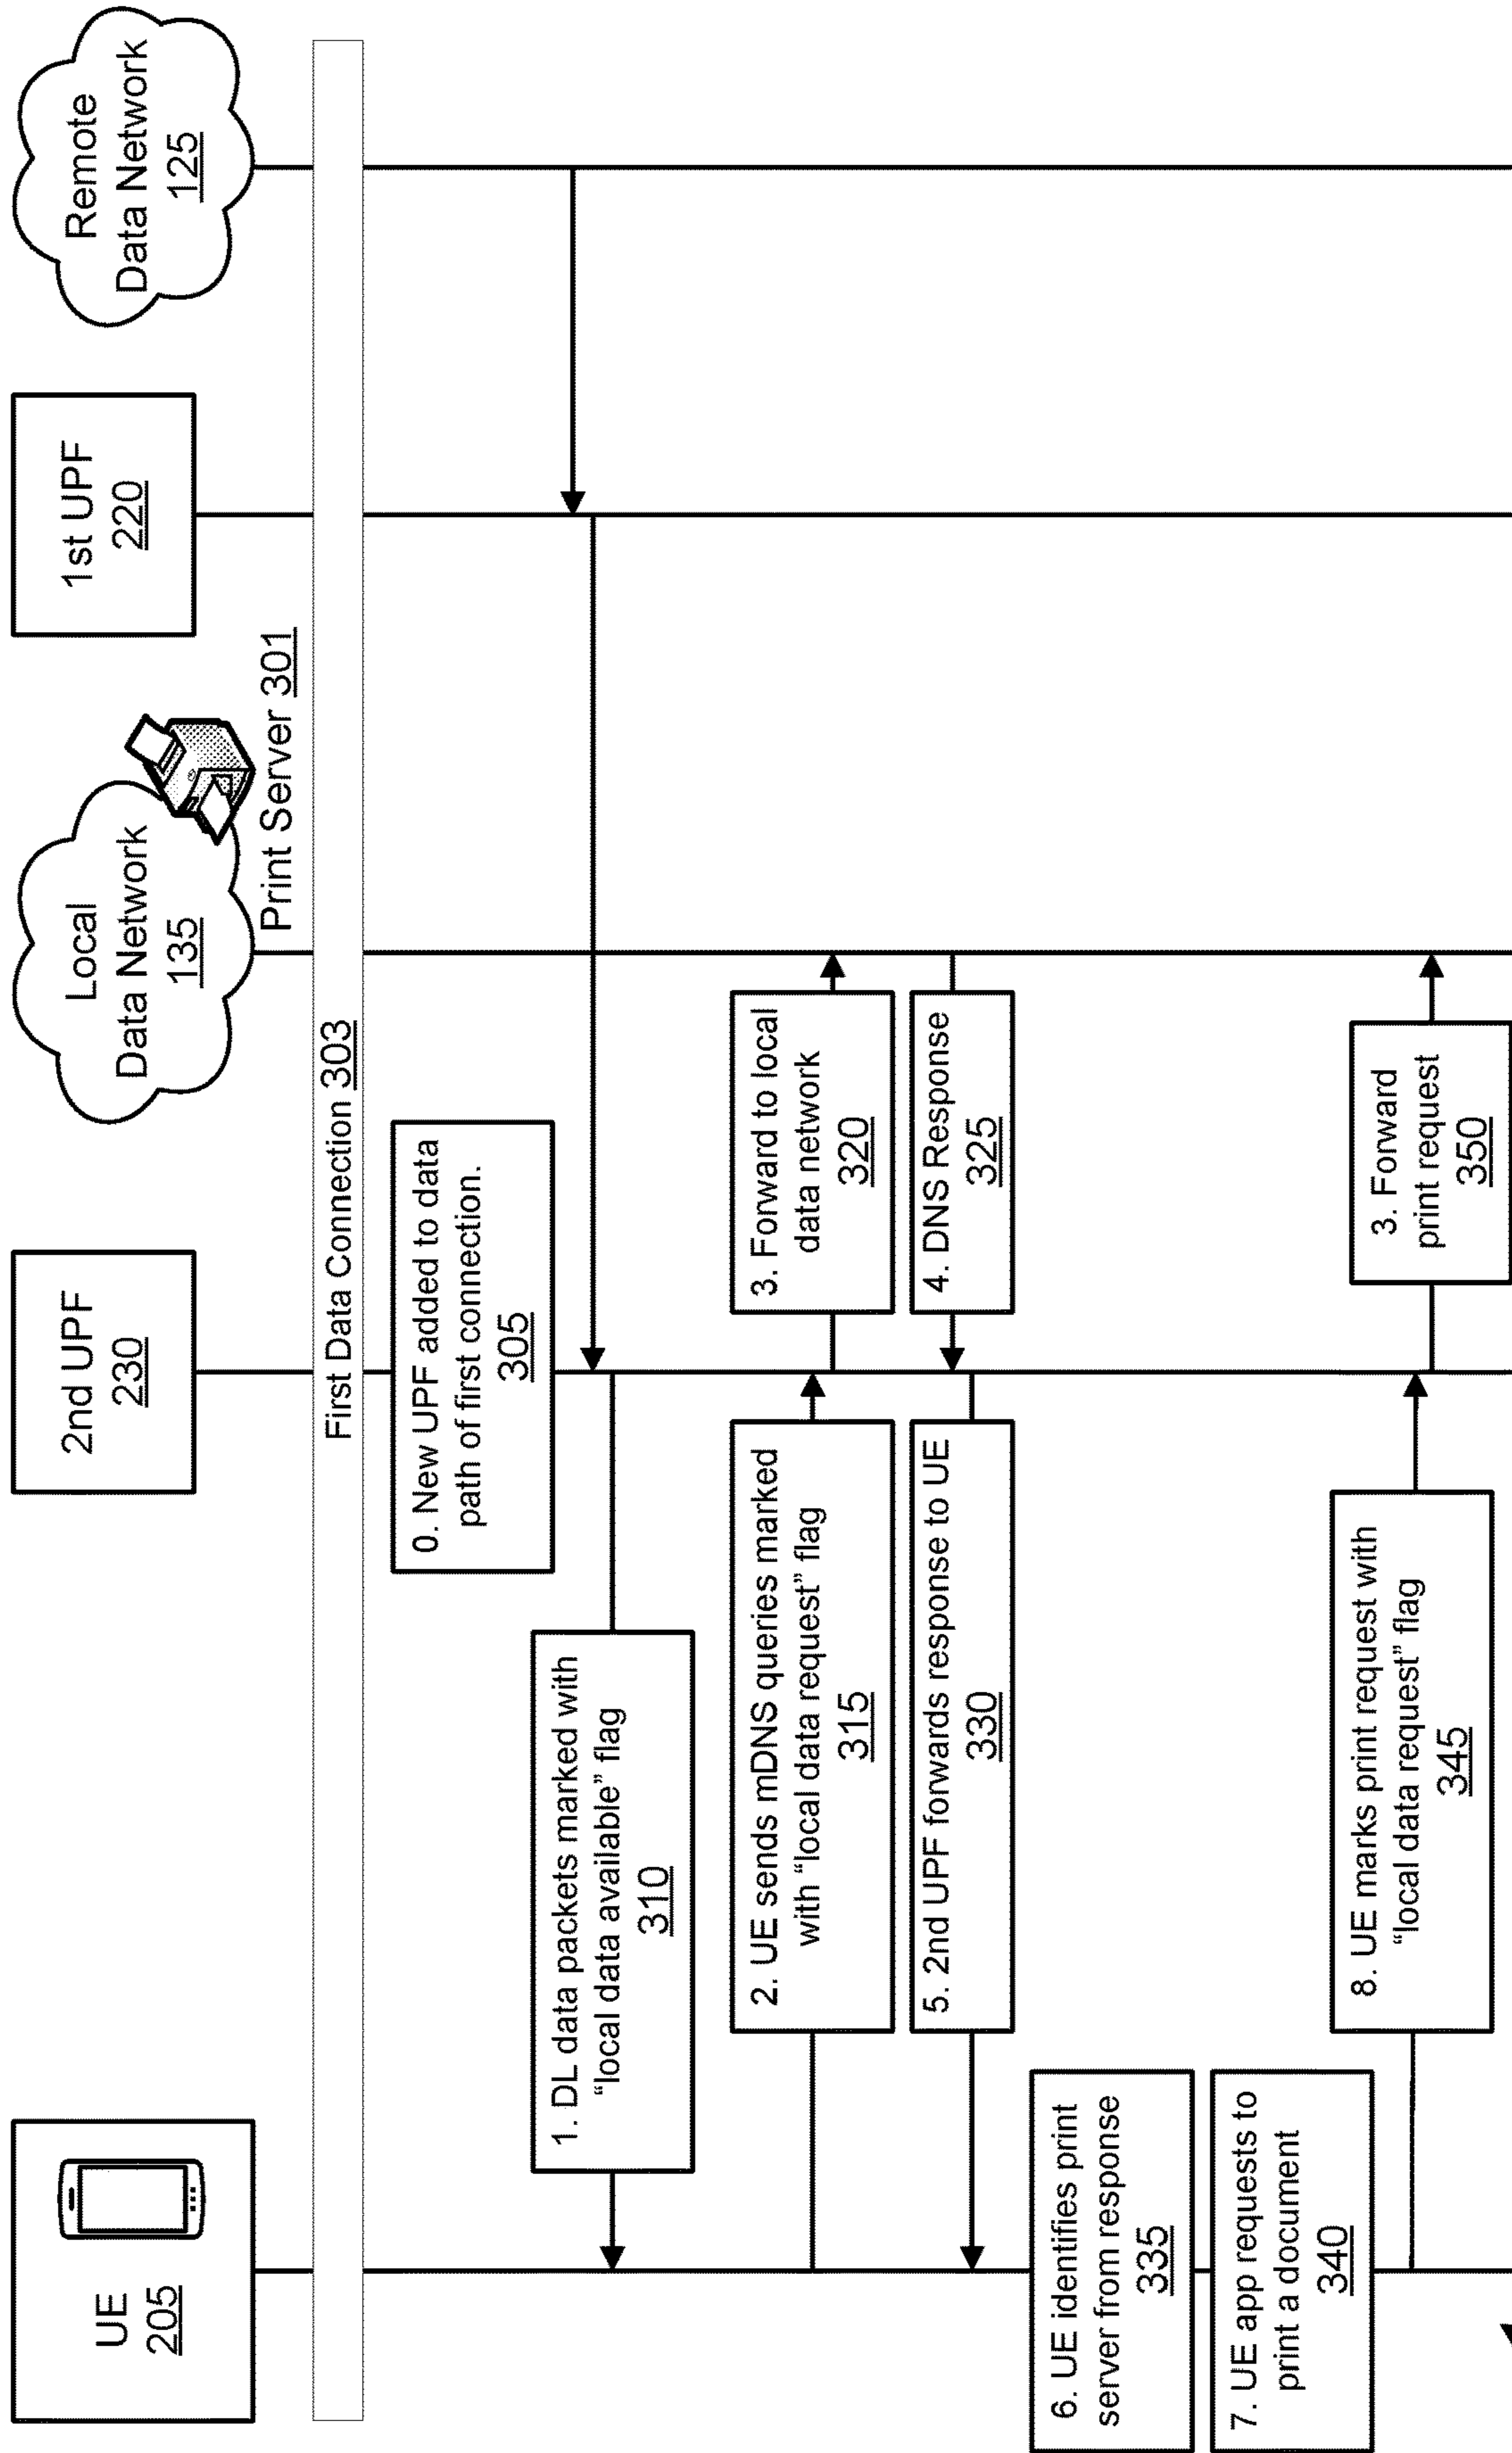 UE
205
2nd UPF
230
Local
Data Network
135
Print Server 301
1st UPF
220
Remote
Data Network
125
First Data Connection 303
0. New UPF added to data
path of first connection.
305
1. DL data packets marked with
“local data available” flag
310
2. UE sends mDNS queries marked
with “local data request” flag
315
3. Forward to local
data network
320
4. DNS Response
325
5. 2nd UPF forwards response to UE
330
6. UE identifies print
server from response
335
7. UE app requests to
print a document
340
8. UE marks print request with
“local data request” flag
345
3. Forward
print request
350